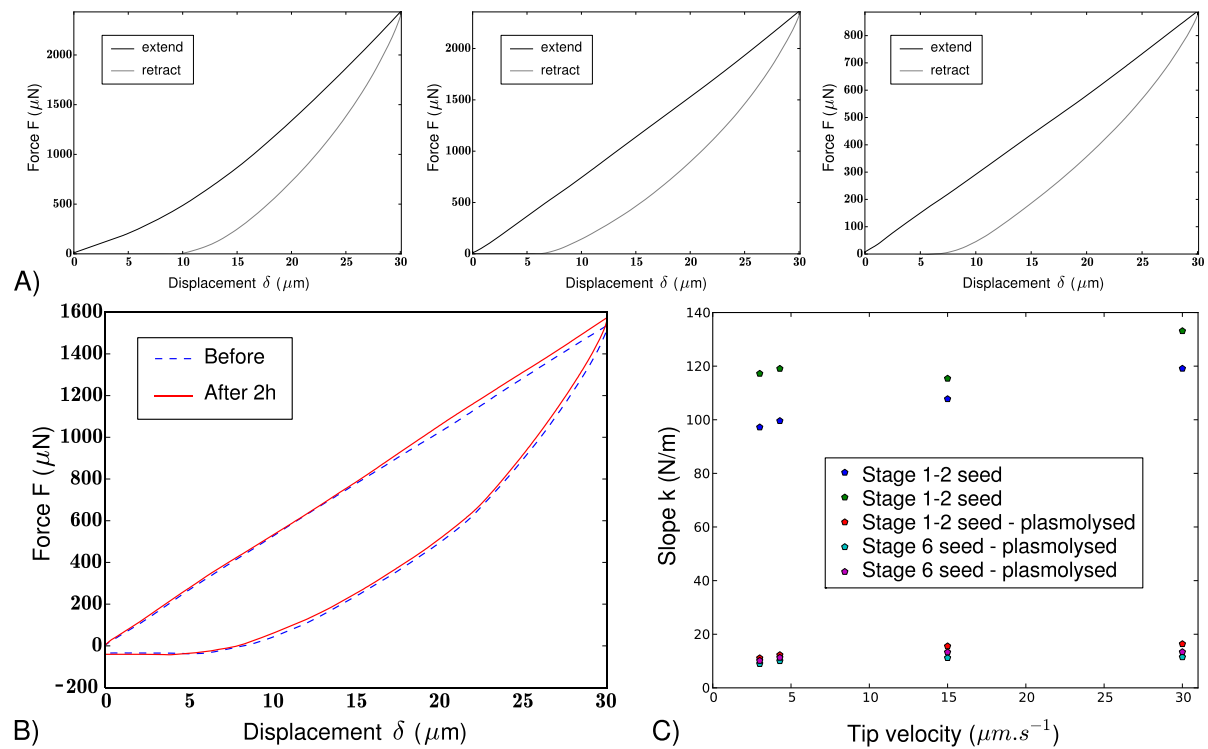 2000
1500
1000
500
0
Force F (μN)
extend
retract
0 5 10 15 20 25 30
Displacement δ (μm)
2000
1500
1000
500
0
Force F (μN)
extend
retract
0 5 10 15 20 25 30
Displacement δ (μm)
800
700
600
500
400
300
200
100
0
Force F (μN)
extend
retract
0 5 10 15 20 25 30
Displacement δ (μm)
A)
1600
1400
1200
1000
800
600
400
200
0
-200
Force F (μN)
Before
After 2h
0 5 10 15 20 25 30
Displacement δ (μm)
B)
140
120
100
80
60
40
20
0
Slope k (N/m)
Stage 1-2 seed
Stage 1-2 seed
Stage 1-2 seed - plasmolysed
Stage 6 seed - plasmolysed
Stage 6 seed - plasmolysed
0 5 10 15 20 25 30
Tip velocity (μm.s⁻¹)
C)